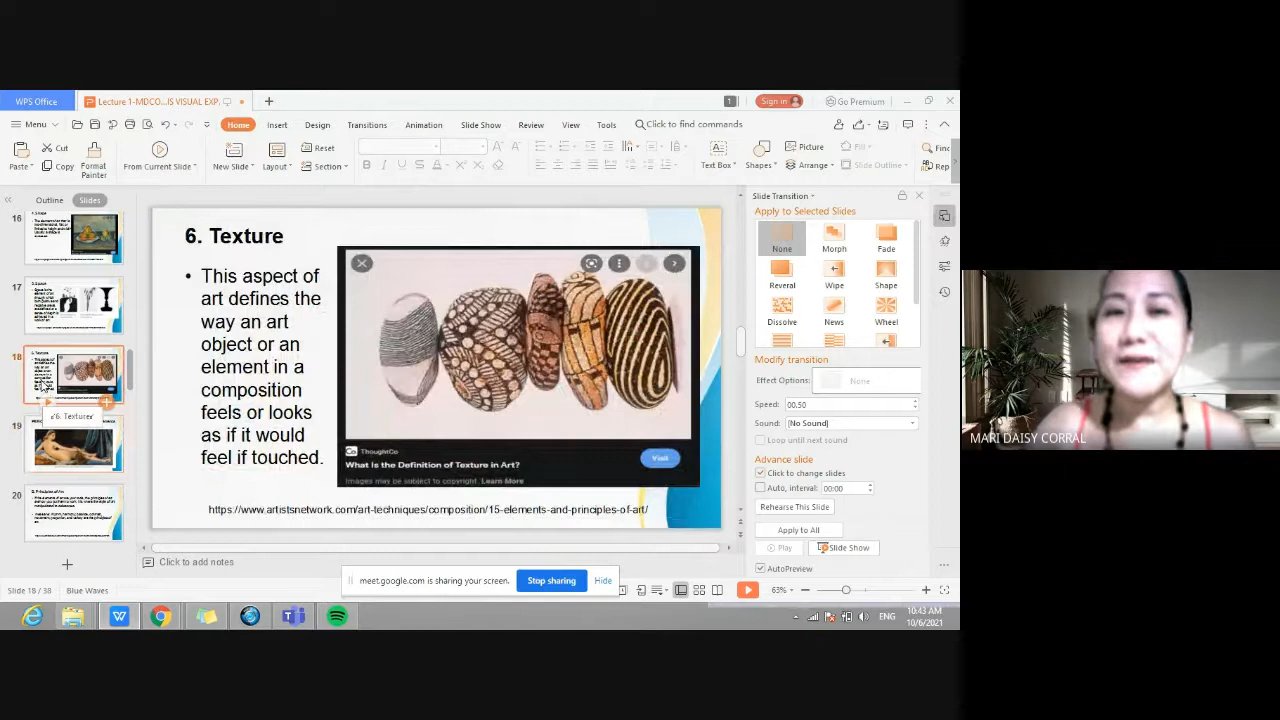 WPS Office
Lecture 1-MDCO...IS VISUAL EXP.
1
Sign in
Go Premium
Menu
Home
Insert
Design
Transitions
Animation
Slide Show
Review
View
Tools
Click to find commands
Paste
Cut
Copy
Format Painter
From Current Slide
New Slide
Layout
Reset
Section
B I U S A
Text Box
Shapes
Picture
Arrange
Fill
Slide Outline
Outline
Slides
16
17
18
6. Texture
19
20
6. Texture
• This aspect of
art defines the
way an art
object or an
element in a
composition
feels or looks
as if it would
feel if touched.
ThoughtCo
What Is the Definition of Texture in Art?
Visit
Images may be subject to copyright. Learn More
https://www.artistsnetwork.com/art-techniques/composition/15-elements-and-principles-of-art/
Click to add notes
Slide Transition
Apply to Selected Slides
None Morph Fade
Reveral Wipe Shape
Dissolve News Wheel
Modify transition
Effect Options: None
Speed: 00.50
Sound: [No Sound]
Loop until next sound
Advance slide
Click to change slides
Auto, interval: 00:00
Rehearse This Slide
Apply to All
Play
Slide Show
AutoPreview
MARI DAISY CORRAL
meet.google.com is sharing your screen.
Stop sharing
Hide
Slide 18 / 38
Blue Waves
63%
ENG
10:43 AM
10/6/2021